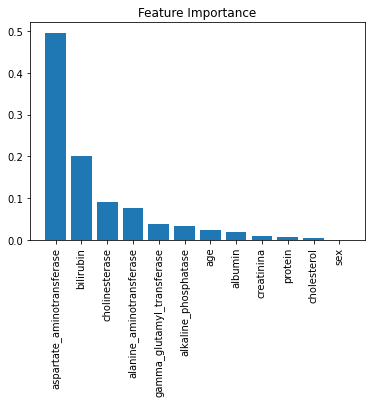 Feature Importance
0.5
0.4
0.3
0.2
0.1
0.0
aspartate_aminotransferase
bilirubin
cholinesterase
alanine_aminotransferase
gamma_glutamyl_transferase
alkaline_phosphatase
age
albumin
creatinina
protein
cholesterol
sex